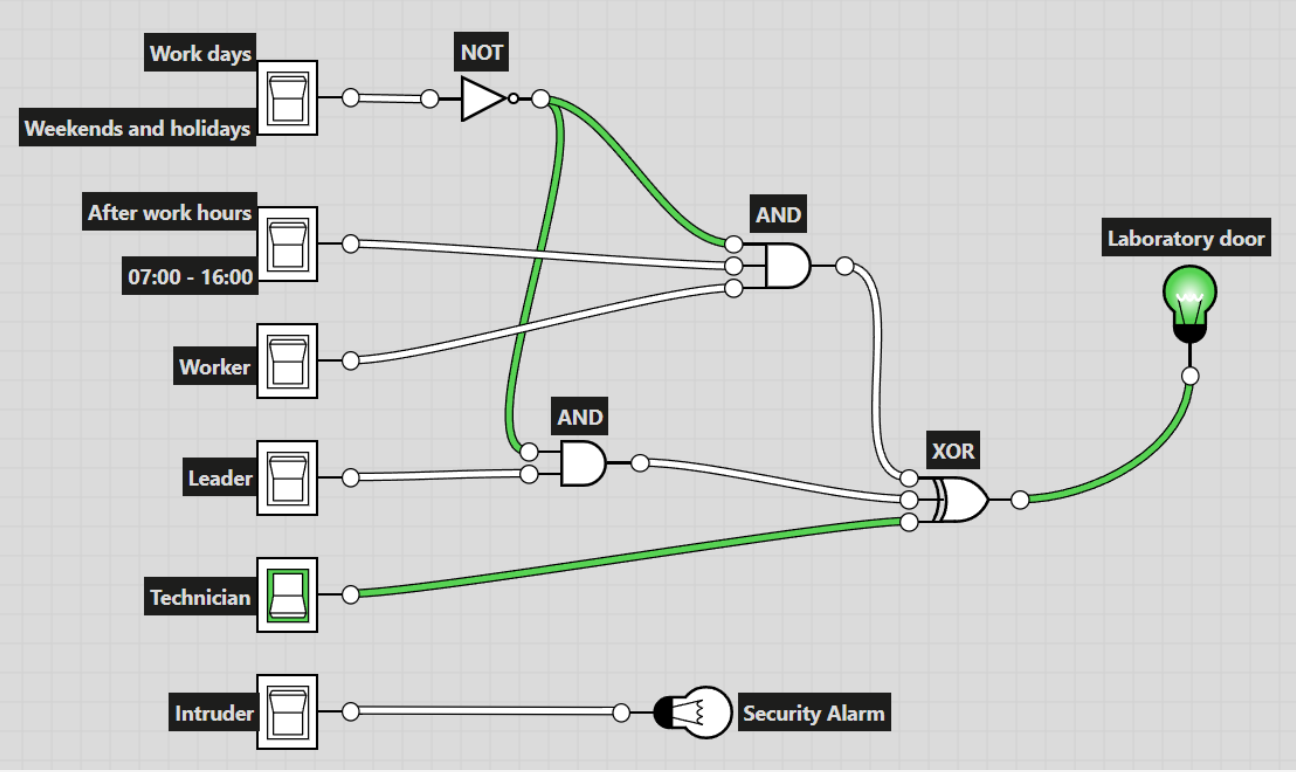 Work days
NOT
Weekends and holidays
After work hours
AND
Laboratory door
07:00 - 16:00
Worker
AND
XOR
Leader
Technician
Intruder
Security Alarm